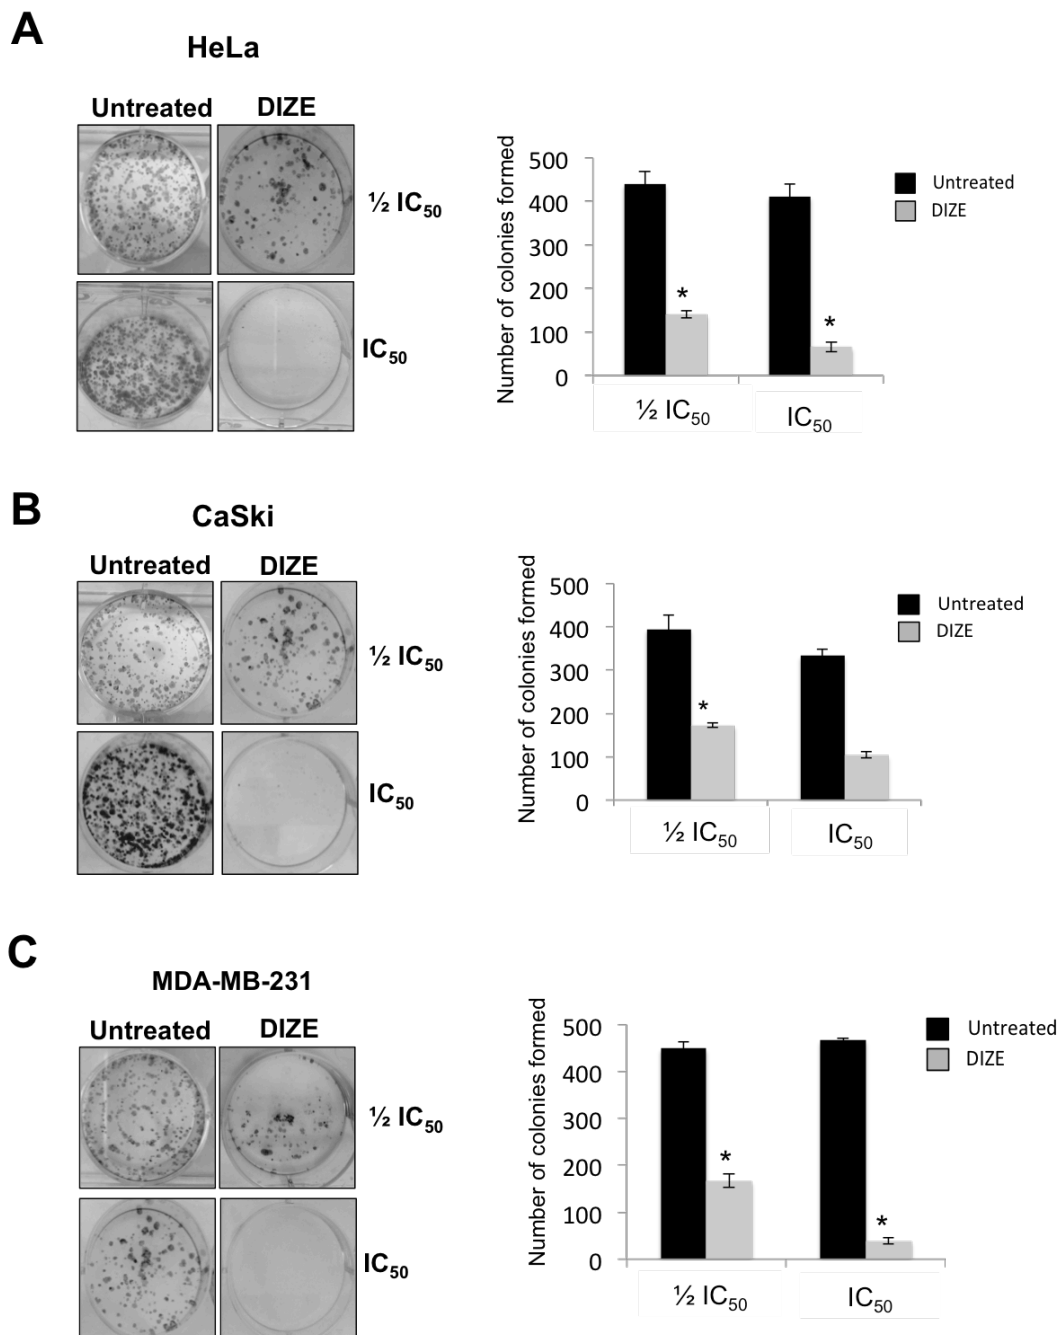 A
HeLa
Untreated DIZE
½ IC50
IC50
Number of colonies formed
500
400
300
200
100
0
*
*
½ IC50
IC50
Untreated
DIZE
B
CaSki
Untreated DIZE
½ IC50
IC50
Number of colonies formed
500
400
300
200
100
0
*
½ IC50
IC50
Untreated
DIZE
C
MDA-MB-231
Untreated DIZE
½ IC50
IC50
Number of colonies formed
500
400
300
200
100
0
*
*
½ IC50
IC50
Untreated
DIZE